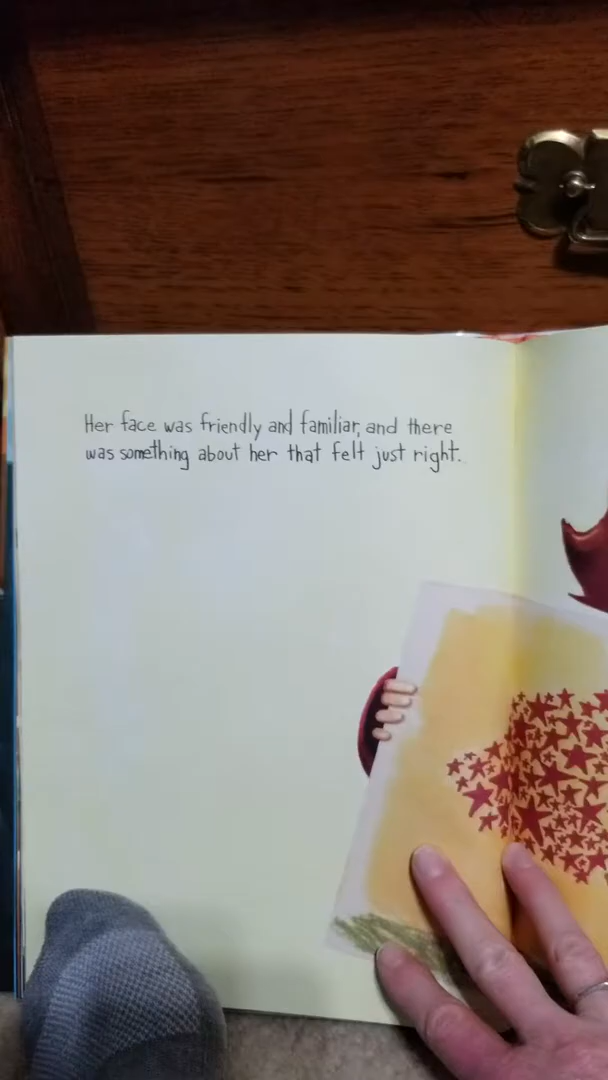 Her face was friendly and familiar, and there
was something about her that felt just right.